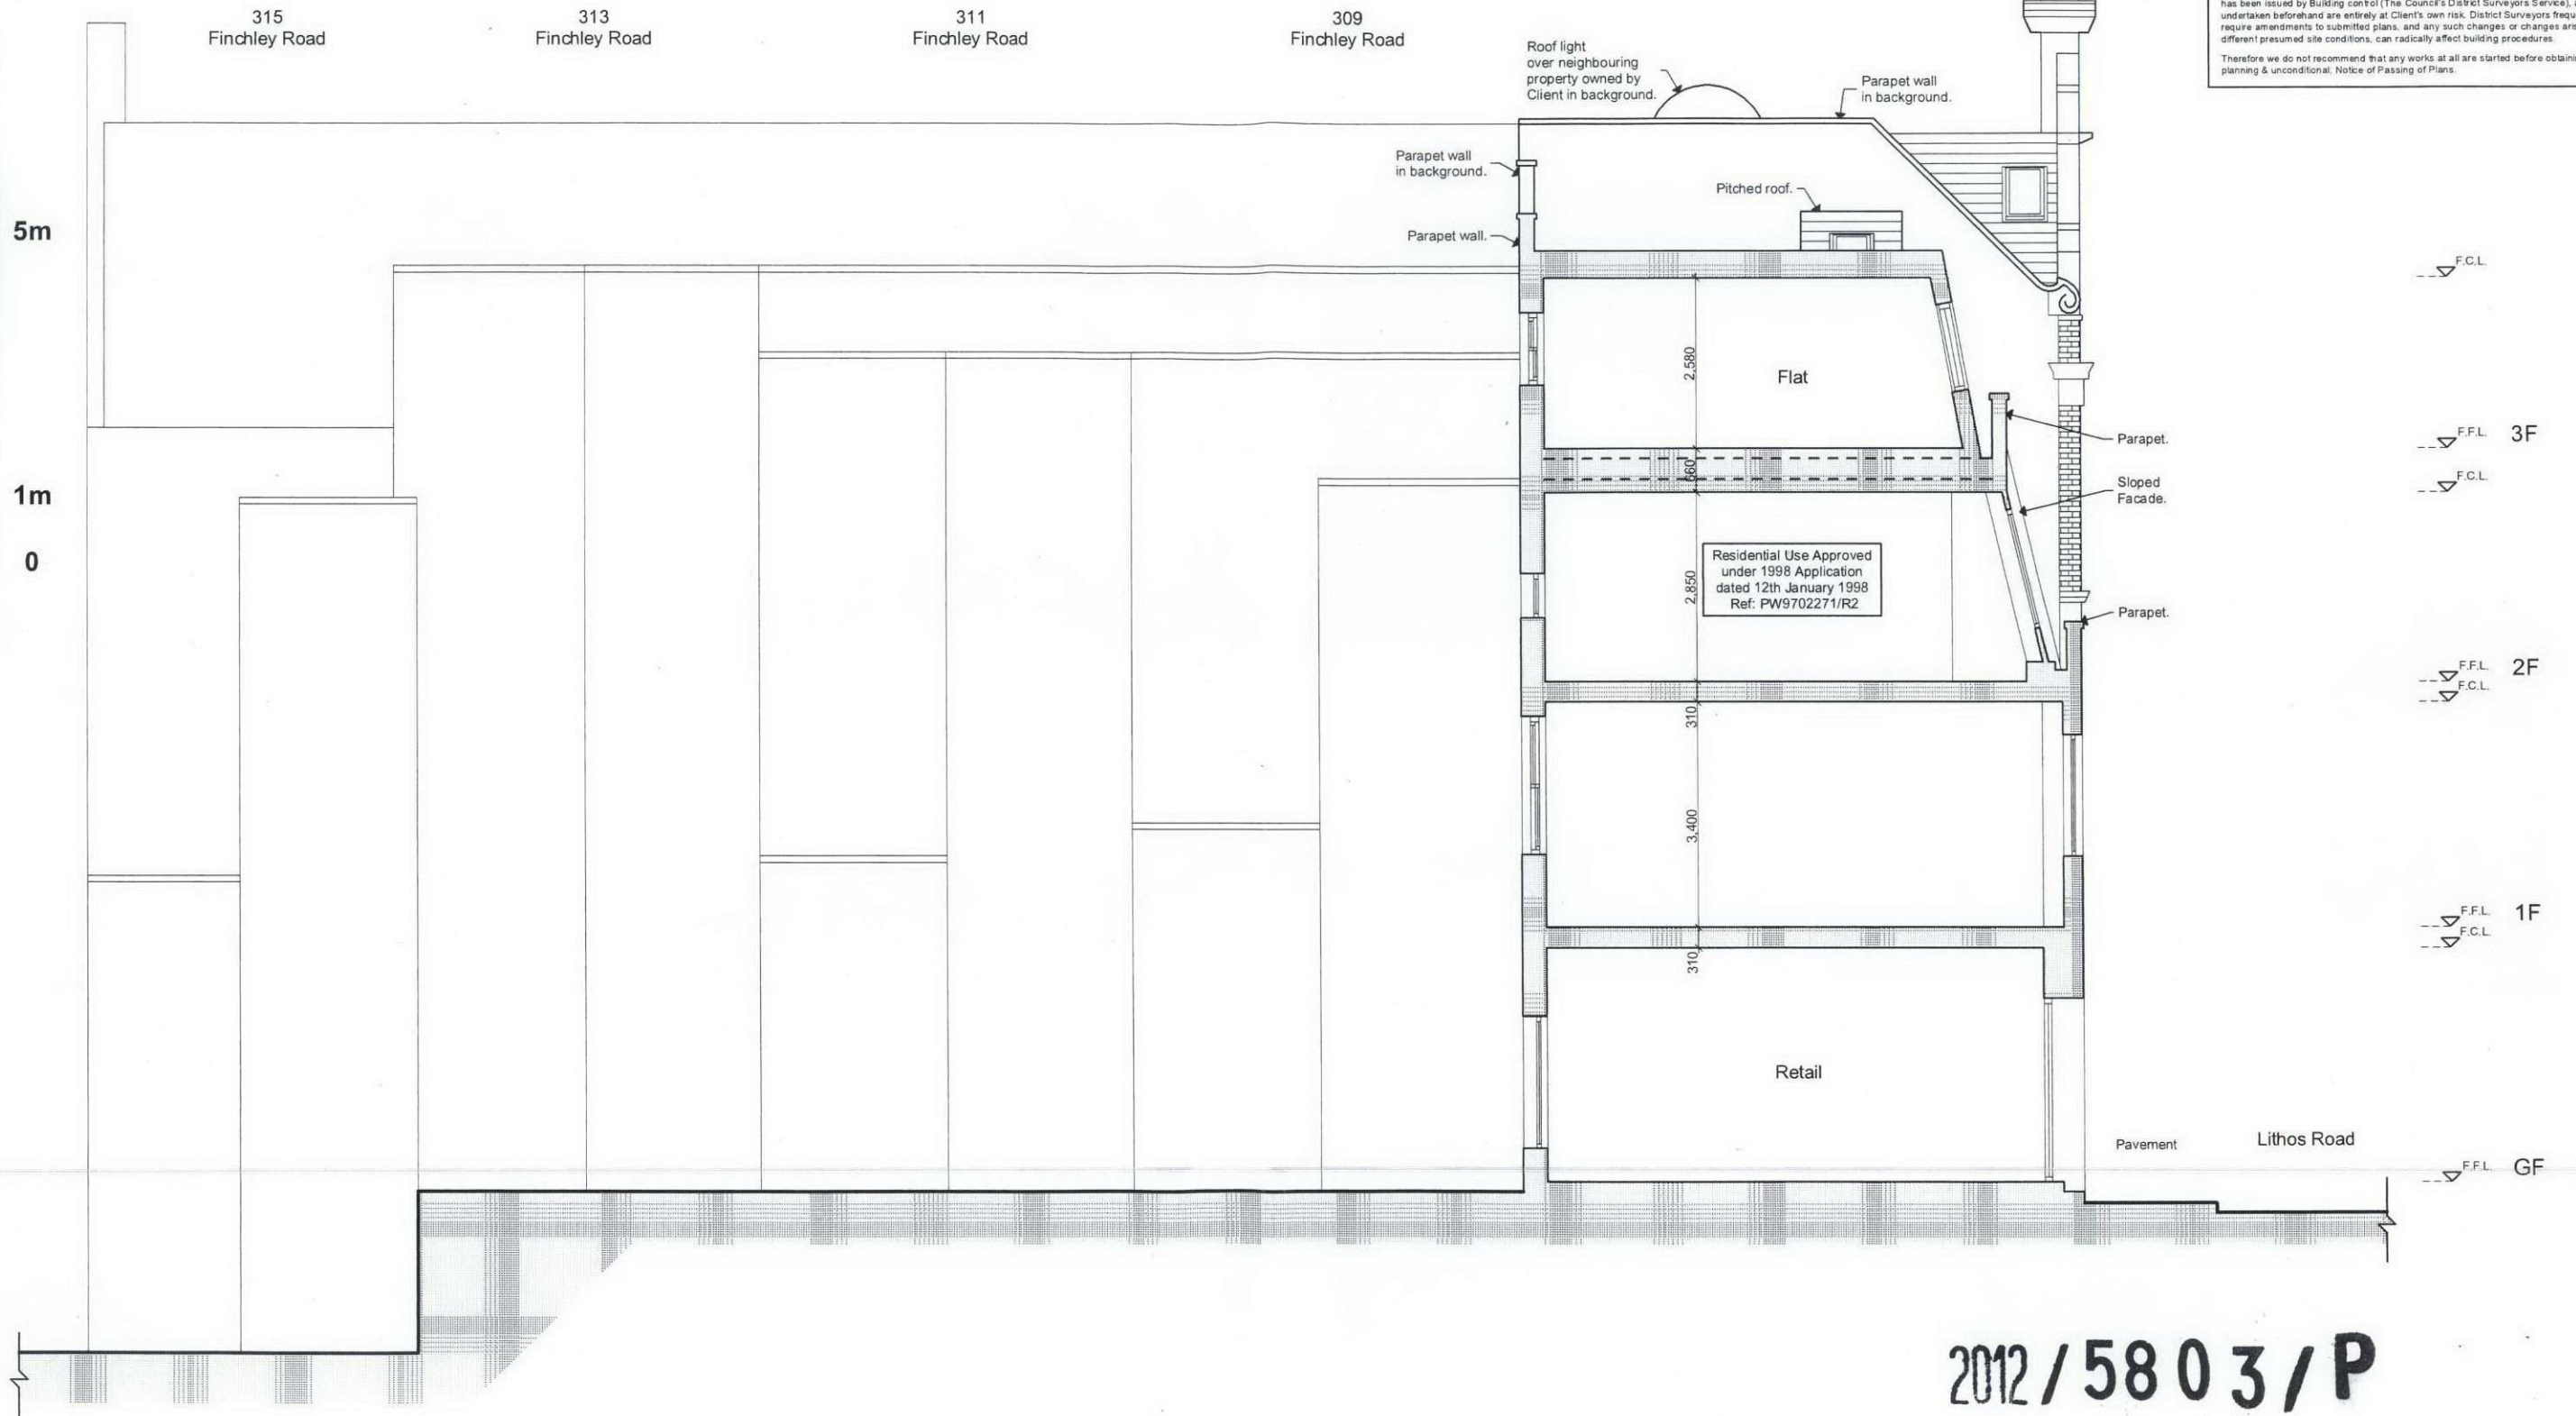 315
Finchley Road
313
Finchley Road
311
Finchley Road
309
Finchley Road
has been issued by Building control (The Council's District Surveyors Service),
undertaken beforehand are entirely at Client's own risk. District Surveyors
require amendments to submitted plans, and any such changes or changes
different presumed site conditions, can radically affect building procedures.
Therefore we do not recommend that any works at all are started before
planning & unconditional; Notice of Passing of Plans.
Roof light
over neighbouring
property owned by
Client in background.
Parapet wall
in background.
Parapet wall
in background.
Pitched roof.
Parapet wall.
5m
1m
0
F.C.L.
2,580
Flat
Parapet.
F.F.L. 3F
660
F.C.L.
Sloped
Facade.
Residential Use Approved
under 1998 Application
dated 12th January 1998
Ref: PW9702271/R2
2,850
Parapet.
F.F.L. 2F
F.C.L.
310
3,400
F.F.L. 1F
F.C.L.
310
Retail
Pavement
Lithos Road
F.F.L. GF
2012/5803/P